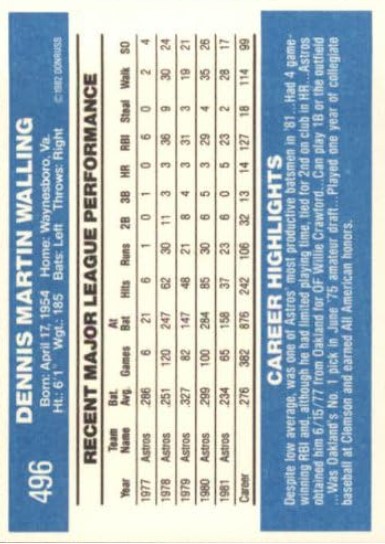 496
DENNIS MARTIN WALLING
Born: April 17, 1954 Home: Waynesboro, Va.
Ht.: 6'1" Wgt.: 185 Bats: Left Throws: Right
©1982 DONRUSS
RECENT MAJOR LEAGUE PERFORMANCE
Year Team Name Bat. Avg. Games At Bat Hits Runs 2B 3B HR RBI Steal Walk SO
1977 Astros .286 6 21 6 1 0 1 0 6 0 2 4
1978 Astros .251 120 247 62 30 11 3 3 36 9 30 24
1979 Astros .327 82 147 48 21 8 4 3 31 3 19 21
1980 Astros .299 100 284 85 30 6 5 3 29 4 35 26
1981 Astros .234 65 158 37 23 6 0 5 23 2 28 17
Career .276 382 876 242 106 32 13 14 127 18 114 99
CAREER HIGHLIGHTS
Despite low average, was one of Astros' most productive batsmen in '81 ...Had 4 game-
winning RBI and, although he had limited playing time, tied for 2nd on club in HR ...Astros
obtained him 6/15/77 from Oakland for OF Willie Crawford. Can play 1B or the outfield
...Was Oakland's No. 1 pick in June '75 amateur draft...Played one year of collegiate
baseball at Clemson and earned All American honors.